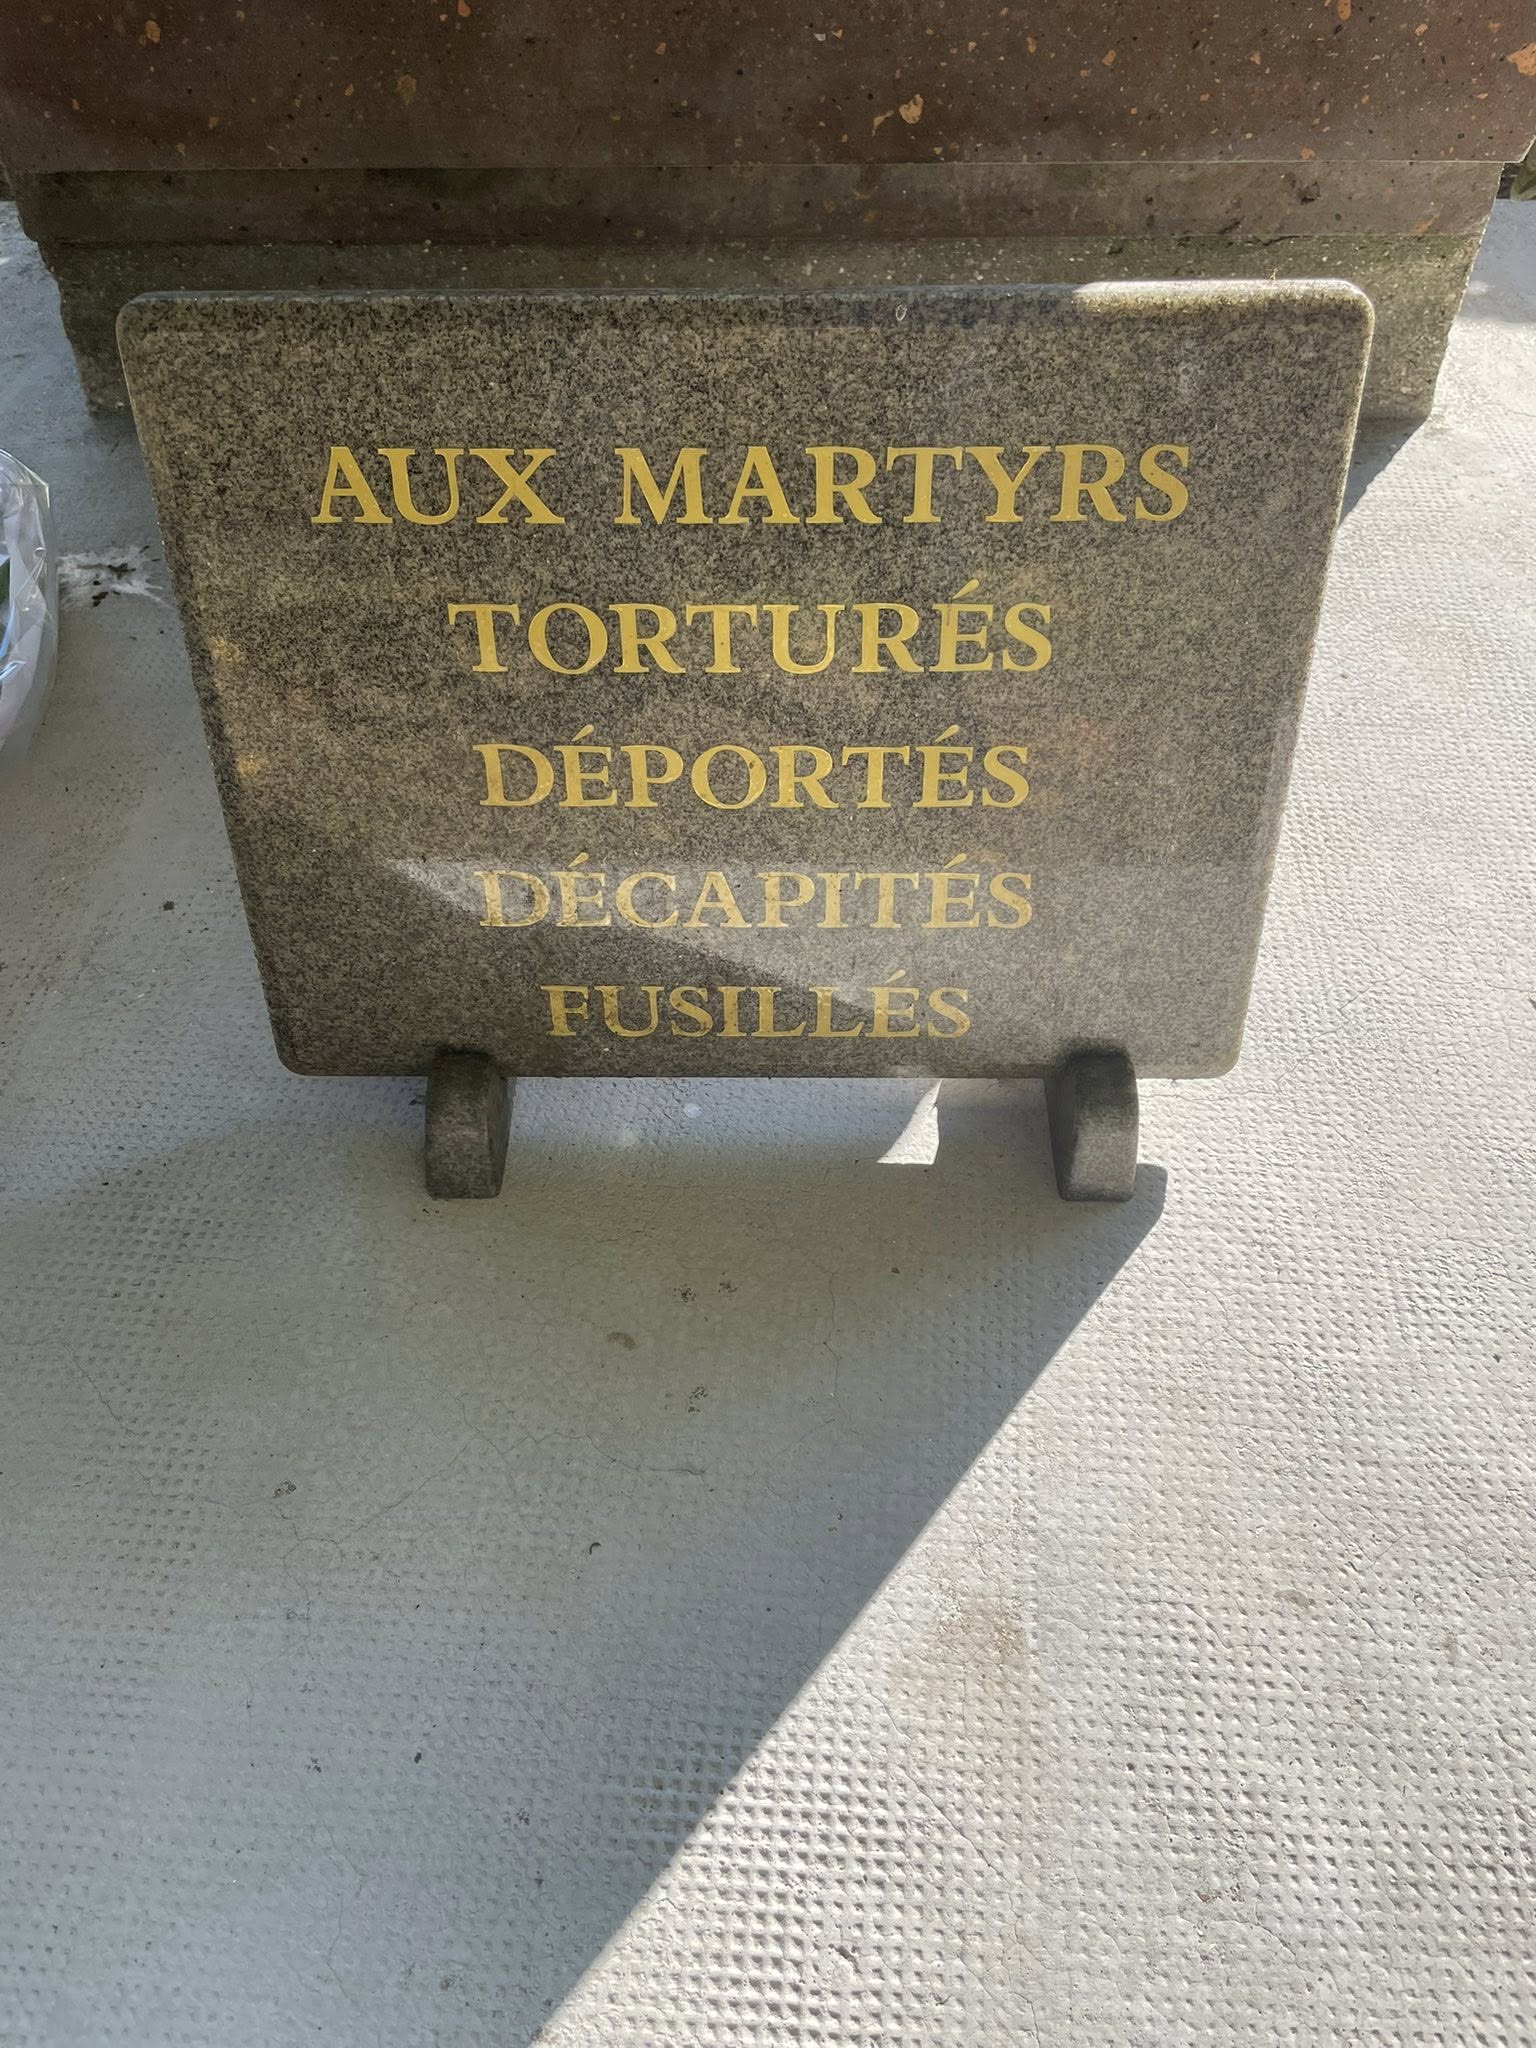 AUX MARTYRS
TORTURÉS
DÉPORTÉS
DÉCAPITÉS
FUSILLÉS